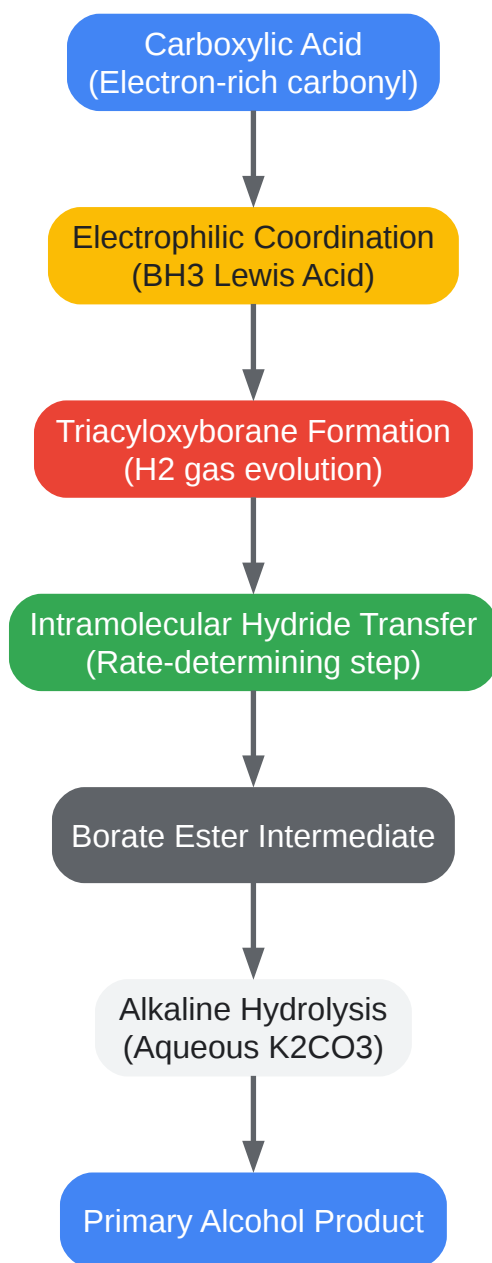 Carboxylic Acid
(Electron-rich carbonyl)
Electrophilic Coordination
(BH3 Lewis Acid)
Triacyloxyborane Formation
(H2 gas evolution)
Intramolecular Hydride Transfer
(Rate-determining step)
Borate Ester Intermediate
Alkaline Hydrolysis
(Aqueous K2CO3)
Primary Alcohol Product